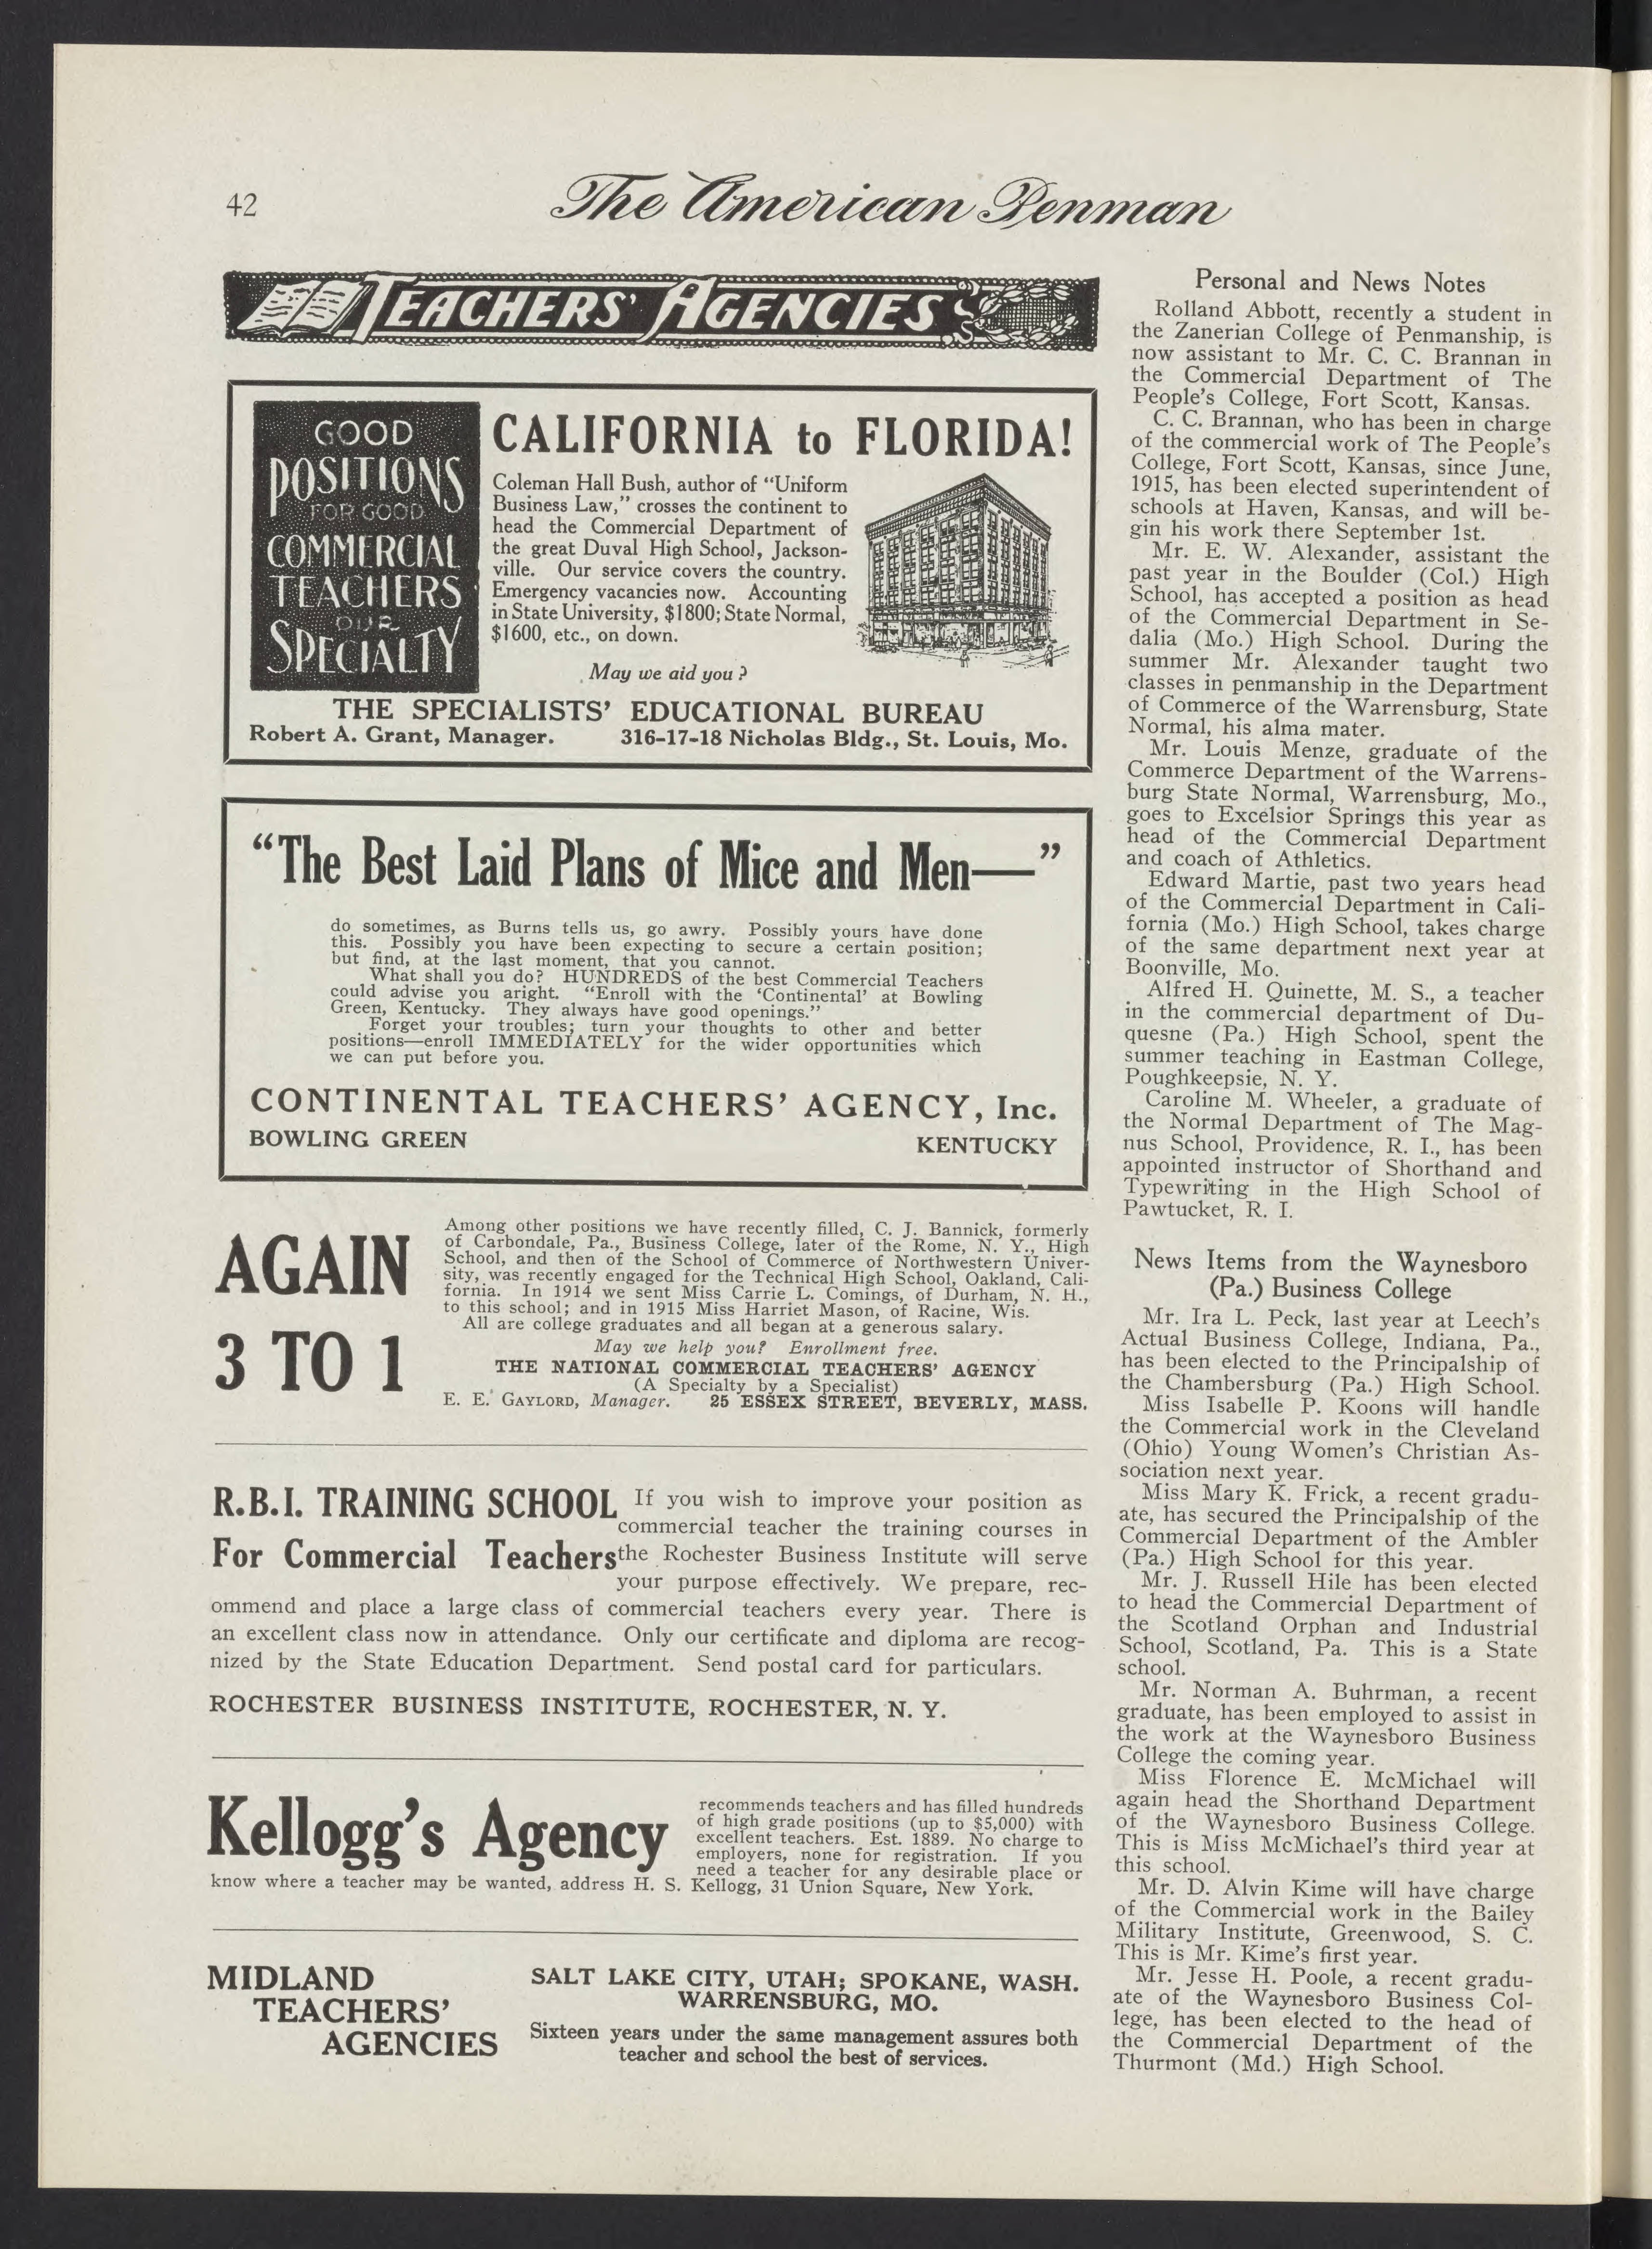 42
The American Penman
TEACHERS' AGENCIES
GOOD
POSITIONS
FOR GOOD
COMMERCIAL
TEACHERS
OUR
SPECIALTY
CALIFORNIA to FLORIDA!
Coleman Hall Bush, author of "Uniform
Business Law," crosses the continent to
head the Commercial Department of
the great Duval High School, Jackson-
ville. Our service covers the country.
Emergency vacancies now. Accounting
in State University, $1800; State Normal,
$1600, etc., on down.
May we aid you?
THE SPECIALISTS' EDUCATIONAL BUREAU
Robert A. Grant, Manager. 316-17-18 Nicholas Bldg., St. Louis, Mo.
"The Best Laid Plans of Mice and Men—"
do sometimes, as Burns tells us, go awry. Possibly yours have done
this. Possibly you have been expecting to secure a certain position;
but find, at the last moment, that you cannot.
What shall you do? HUNDREDS of the best Commercial Teachers
could advise you aright. "Enroll with the 'Continental' at Bowling
Green, Kentucky. They always have good openings."
Forget your troubles; turn your thoughts to other and better
positions—enroll IMMEDIATELY for the wider opportunities which
we can put before you.
CONTINENTAL TEACHERS' AGENCY, Inc.
BOWLING GREEN KENTUCKY
AGAIN
3 TO 1
Among other positions we have recently filled, C. J. Bannick, formerly
of Carbondale, Pa., Business College, later of the Rome, N. Y., High
School, and then of the School of Commerce of Northwestern Univer-
sity, was recently engaged for the Technical High School, Oakland, Cali-
fornia. In 1914 we sent Miss Carrie L. Comings, of Durham, N. H.,
to this school; and in 1915 Miss Harriet Mason, of Racine, Wis.
All are college graduates and all began at a generous salary.
May we help you? Enrollment free.
THE NATIONAL COMMERCIAL TEACHERS' AGENCY
(A Specialty by a Specialist)
E. E. GAYLORD, Manager. 25 ESSEX STREET, BEVERLY, MASS.
R.B.I. TRAINING SCHOOL
For Commercial Teachers
If you wish to improve your position as
commercial teacher the training courses in
the Rochester Business Institute will serve
your purpose effectively. We prepare, rec-
ommend and place a large class of commercial teachers every year. There is
an excellent class now in attendance. Only our certificate and diploma are recog-
nized by the State Education Department. Send postal card for particulars.
ROCHESTER BUSINESS INSTITUTE, ROCHESTER, N. Y.
Kellogg's Agency
recommends teachers and has filled hundreds
of high grade positions (up to $5,000) with
excellent teachers. Est. 1889. No charge to
employers, none for registration. If you
need a teacher for any desirable place or
know where a teacher may be wanted, address H. S. Kellogg, 31 Union Square, New York.
MIDLAND
TEACHERS'
AGENCIES
SALT LAKE CITY, UTAH; SPOKANE, WASH.
WARRENSBURG, MO.
Sixteen years under the same management assures both
teacher and school the best of services.
Personal and News Notes
Rolland Abbott, recently a student in
the Zanerian College of Penmanship, is
now assistant to Mr. C. C. Brannan in
the Commercial Department of The
People's College, Fort Scott, Kansas.
C. C. Brannan, who has been in charge
of the commercial work of The People's
College, Fort Scott, Kansas, since June,
1915, has been elected superintendent of
schools at Haven, Kansas, and will be-
gin his work there September 1st.
Mr. E. W. Alexander, assistant the
past year in the Boulder (Col.) High
School, has accepted a position as head
of the Commercial Department in Se-
dalia (Mo.) High School. During the
summer Mr. Alexander taught two
classes in penmanship in the Department
of Commerce of the Warrensburg, State
Normal, his alma mater.
Mr. Louis Menze, graduate of the
Commerce Department of the Warrens-
burg State Normal, Warrensburg, Mo.,
goes to Excelsior Springs this year as
head of the Commercial Department
and coach of Athletics.
Edward Martie, past two years head
of the Commercial Department in Cali-
fornia (Mo.) High School, takes charge
of the same department next year at
Boonville, Mo.
Alfred H. Quinette, M. S., a teacher
in the commercial department of Du-
quesne (Pa.) High School, spent the
summer teaching in Eastman College,
Poughkeepsie, N. Y.
Caroline M. Wheeler, a graduate of
the Normal Department of The Mag-
nus School, Providence, R. I., has been
appointed instructor of Shorthand and
Typewriting in the High School of
Pawtucket, R. I.
News Items from the Waynesboro
(Pa.) Business College
Mr. Ira L. Peck, last year at Leech's
Actual Business College, Indiana, Pa.,
has been elected to the Principalship of
the Chambersburg (Pa.) High School.
Miss Isabelle P. Koons will handle
the Commercial work in the Cleveland
(Ohio) Young Women's Christian As-
sociation next year.
Miss Mary K. Frick, a recent gradu-
ate, has secured the Principalship of the
Commercial Department of the Ambler
(Pa.) High School for this year.
Mr. J. Russell Hile has been elected
to head the Commercial Department of
the Scotland Orphan and Industrial
School, Scotland, Pa. This is a State
school.
Mr. Norman A. Buhrman, a recent
graduate, has been employed to assist in
the work at the Waynesboro Business
College the coming year.
Miss Florence E. McMichael will
again head the Shorthand Department
of the Waynesboro Business College.
This is Miss McMichael's third year at
this school.
Mr. D. Alvin Kime will have charge
of the Commercial work in the Bailey
Military Institute, Greenwood, S. C.
This is Mr. Kime's first year.
Mr. Jesse H. Poole, a recent gradu-
ate of the Waynesboro Business Col-
lege, has been elected to the head of
the Commercial Department of the
Thurmont (Md.) High School.